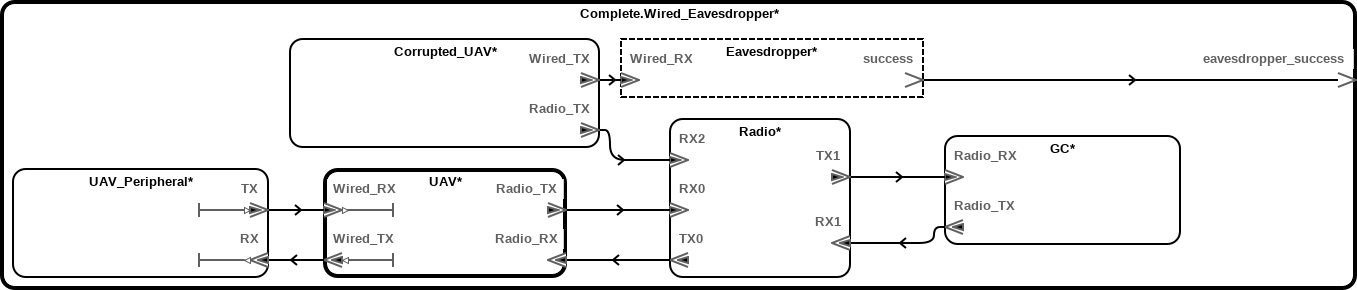 Complete.Wired_Eavesdropper*
Corrupted_UAV*
Wired_TX
Radio_TX
Eavesdropper*
Wired_RX
success
eavesdropper_success
UAV_Peripheral*
TX
RX
UAV*
Wired_RX
Radio_TX
Wired_TX
Radio_RX
Radio*
RX2
TX1
RX0
RX1
TX0
GC*
Radio_RX
Radio_TX